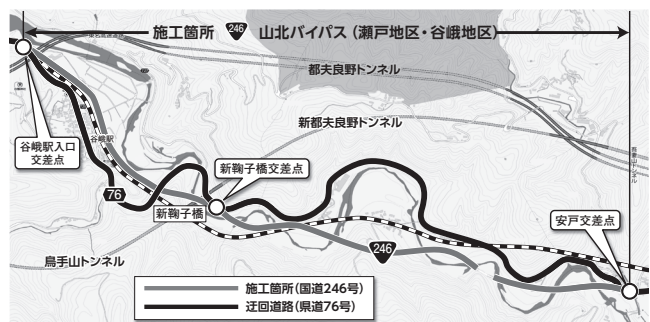 施工箇所 246 山北バイパス(瀬戸地区・谷峨地区)
都夫良野トンネル
新都夫良野トンネル
谷峨駅
谷峨駅入口
交差点
新鞠子橋交差点
76
新鞠子橋
安戸交差点
246
鳥手山トンネル
施工箇所(国道246号)
迂回道路(県道76号)